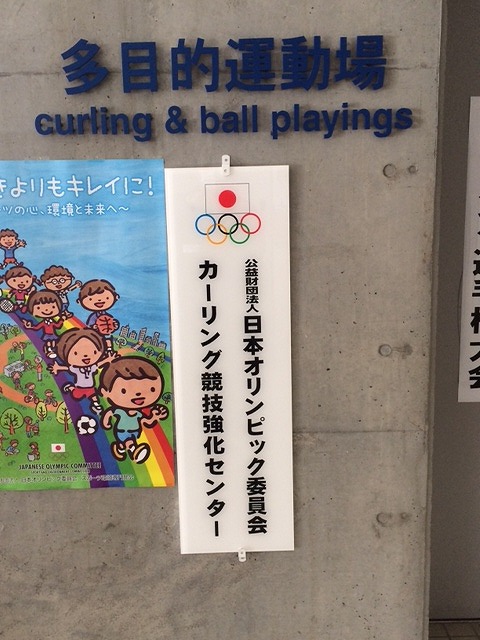 多目的運動場
curling & ball playings
きよりもキレイに!
ツの心、環境と未来へ〜
JAPANESE OLYMPIC COMMITTEE
公益財団法人日本オリンピック委員会
カーリング競技強化センター